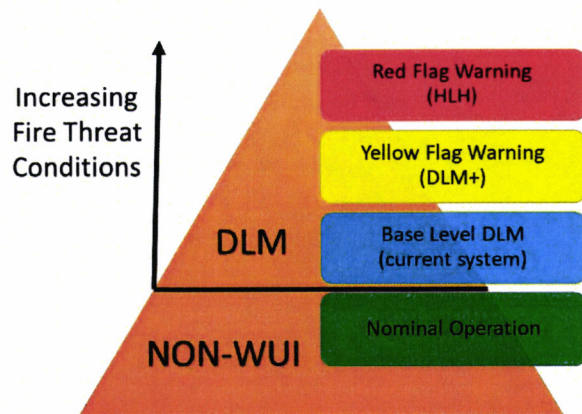 Increasing
Fire Threat
Conditions
Red Flag Warning
(HLH)
Yellow Flag Warning
(DLM+)
DLM
Base Level DLM
(current system)
NON-WUI
Nominal Operation